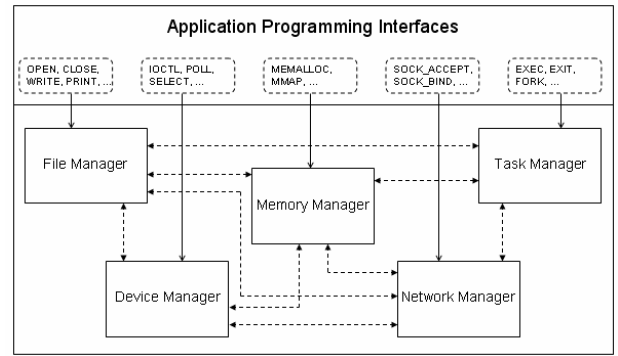 Application Programming Interfaces
OPEN, CLOSE,
WRITE, PRINT, ...
IOCTL, POLL,
SELECT, ...
MEMALLOC,
MMAP, ...
SOCK_ACCEPT,
SOCK_BIND, ...
EXEC, EXIT,
FORK, ...
File Manager
Task Manager
Memory Manager
Device Manager
Network Manager